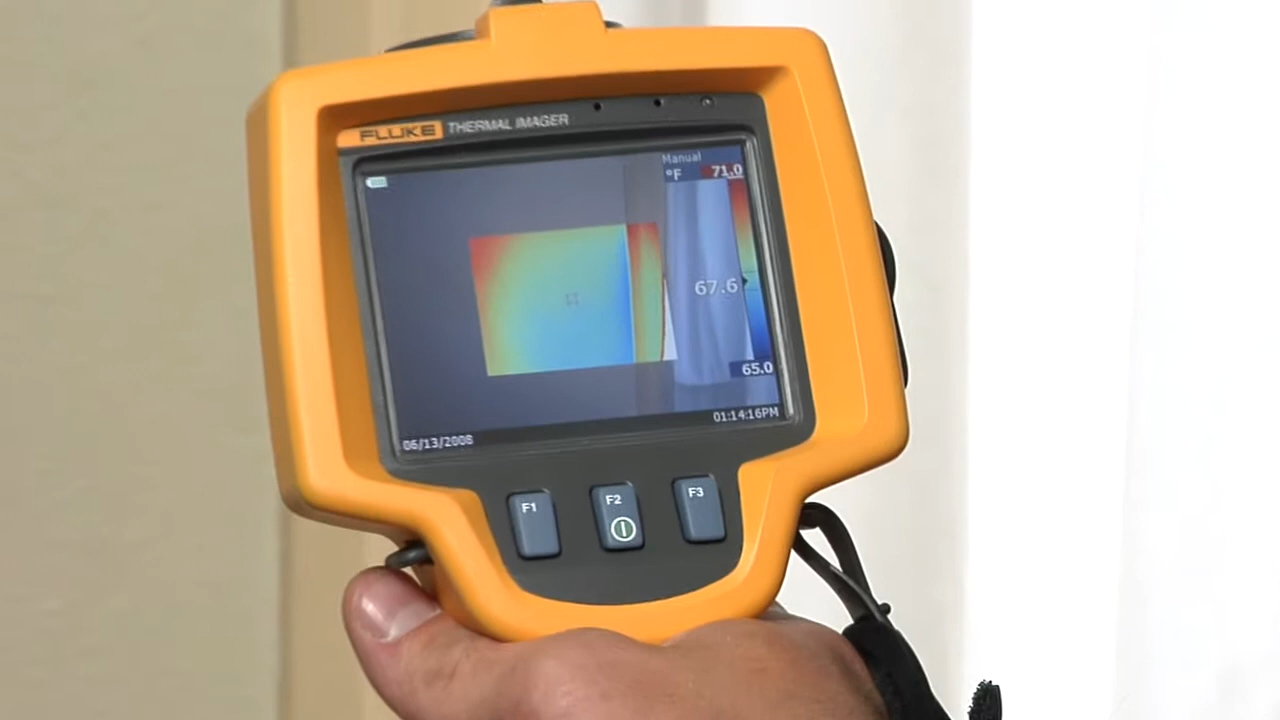 FLUKE THERMAL IMAGER
Manual
°F 71.0
67.6
65.0
06/13/2008 01:14:16PM
F1 F2 F3